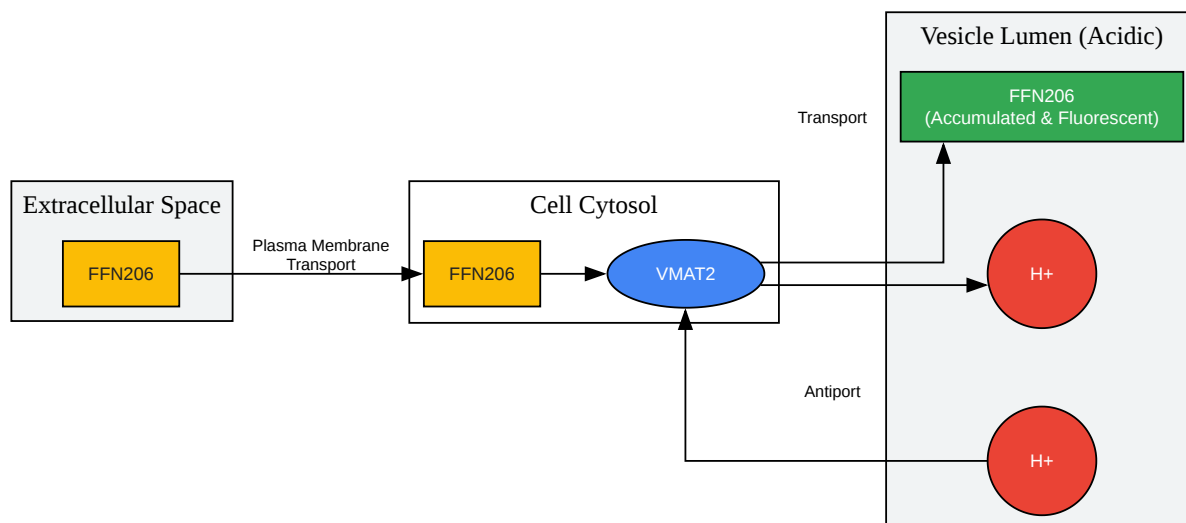 Extracellular Space
FFN206
Plasma Membrane
Transport
Cell Cytosol
FFN206
VMAT2
Transport
Antiport
Vesicle Lumen (Acidic)
FFN206
(Accumulated & Fluorescent)
H+
H+